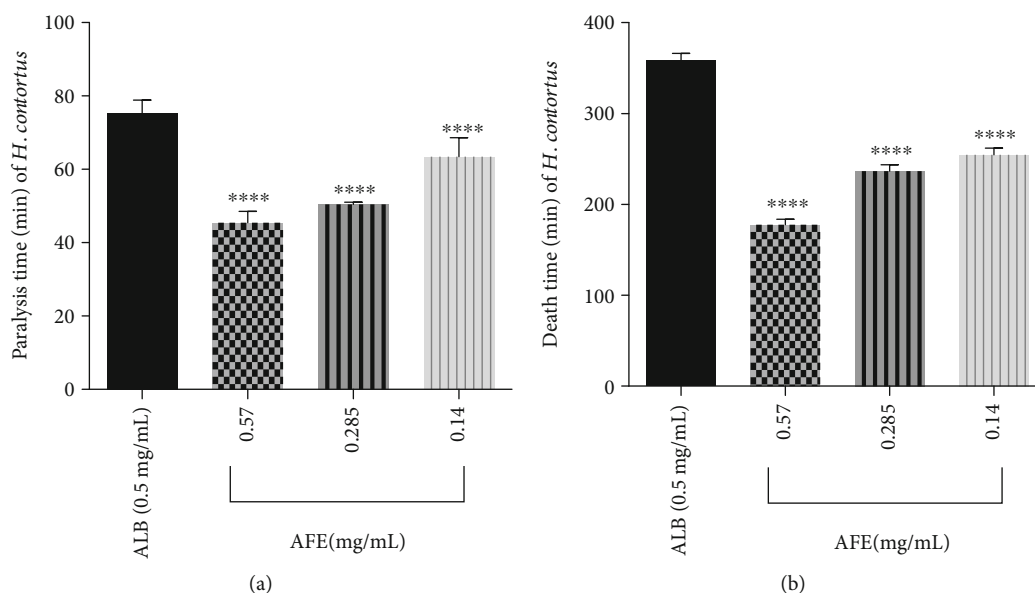 100
80
60
40
20
0
Paralysis time (min) of H. contortus
****
****
****
ALB (0.5 mg/mL)
0.57
0.285
0.14
AFE(mg/mL)
(a)
400
300
200
100
0
Death time (min) of H. contortus
****
****
****
ALB (0.5 mg/mL)
0.57
0.285
0.14
AFE(mg/mL)
(b)